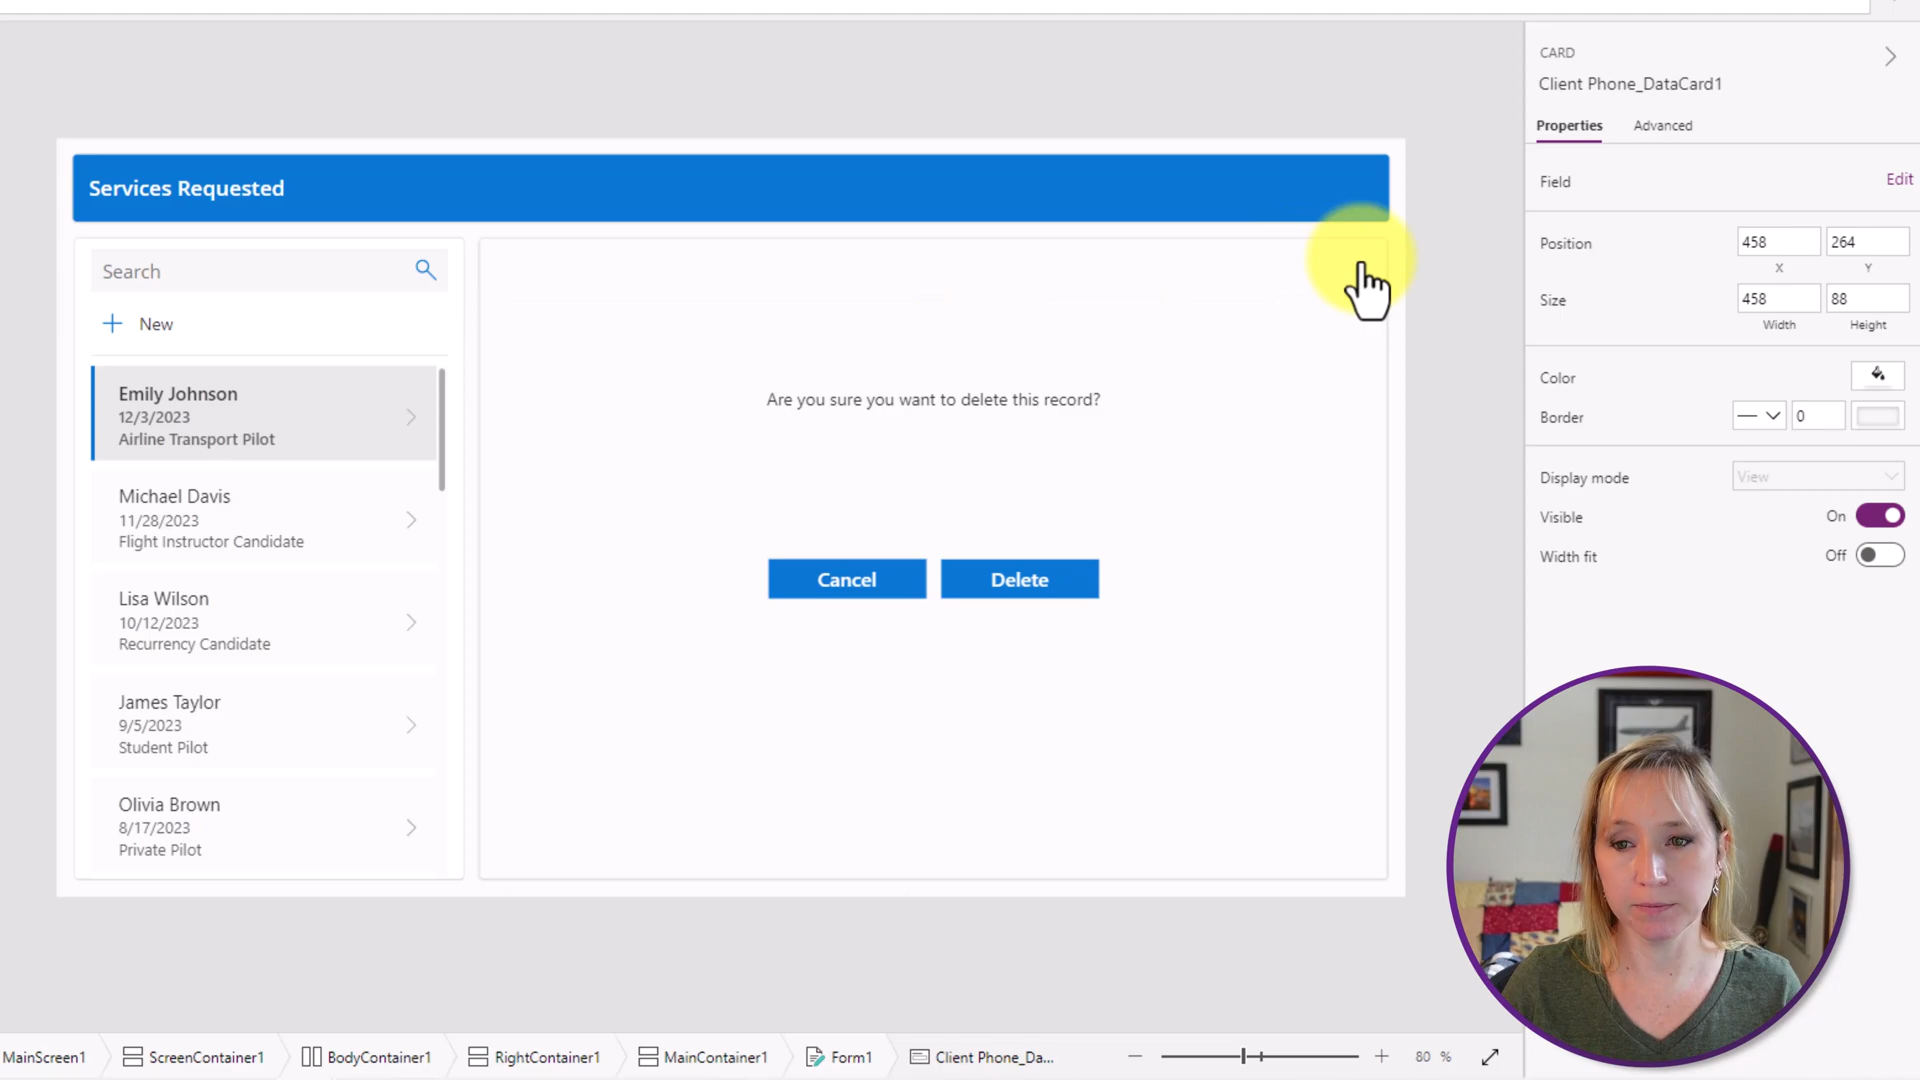 Services Requested
Search
New
Emily Johnson
12/3/2023
Airline Transport Pilot
Michael Davis
11/28/2023
Flight Instructor Candidate
Lisa Wilson
10/12/2023
Recurrency Candidate
James Taylor
9/5/2023
Student Pilot
Olivia Brown
8/17/2023
Private Pilot
Are you sure you want to delete this record?
Cancel Delete
CARD
Client Phone_DataCard1
Properties Advanced
Field Edit
Position 458 264
X Y
Size 458 88
Width Height
Color
Border 0
Display mode View
Visible On
Width fit Off
MainScreen1 ScreenContainer1 BodyContainer1 RightContainer1 MainContainer1 Form1 Client Phone_Da... 80 %